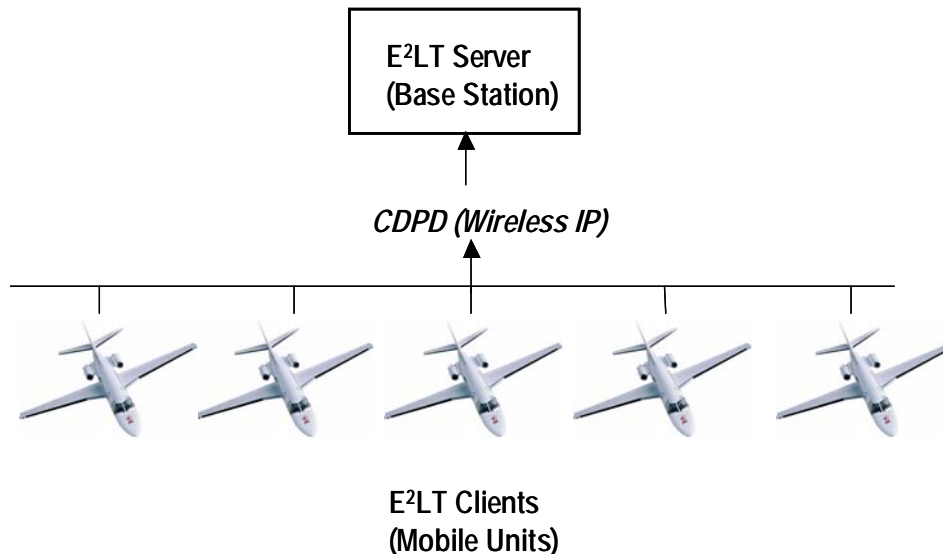 E²LT Server
(Base Station)
CDPD (Wireless IP)
E²LT Clients
(Mobile Units)